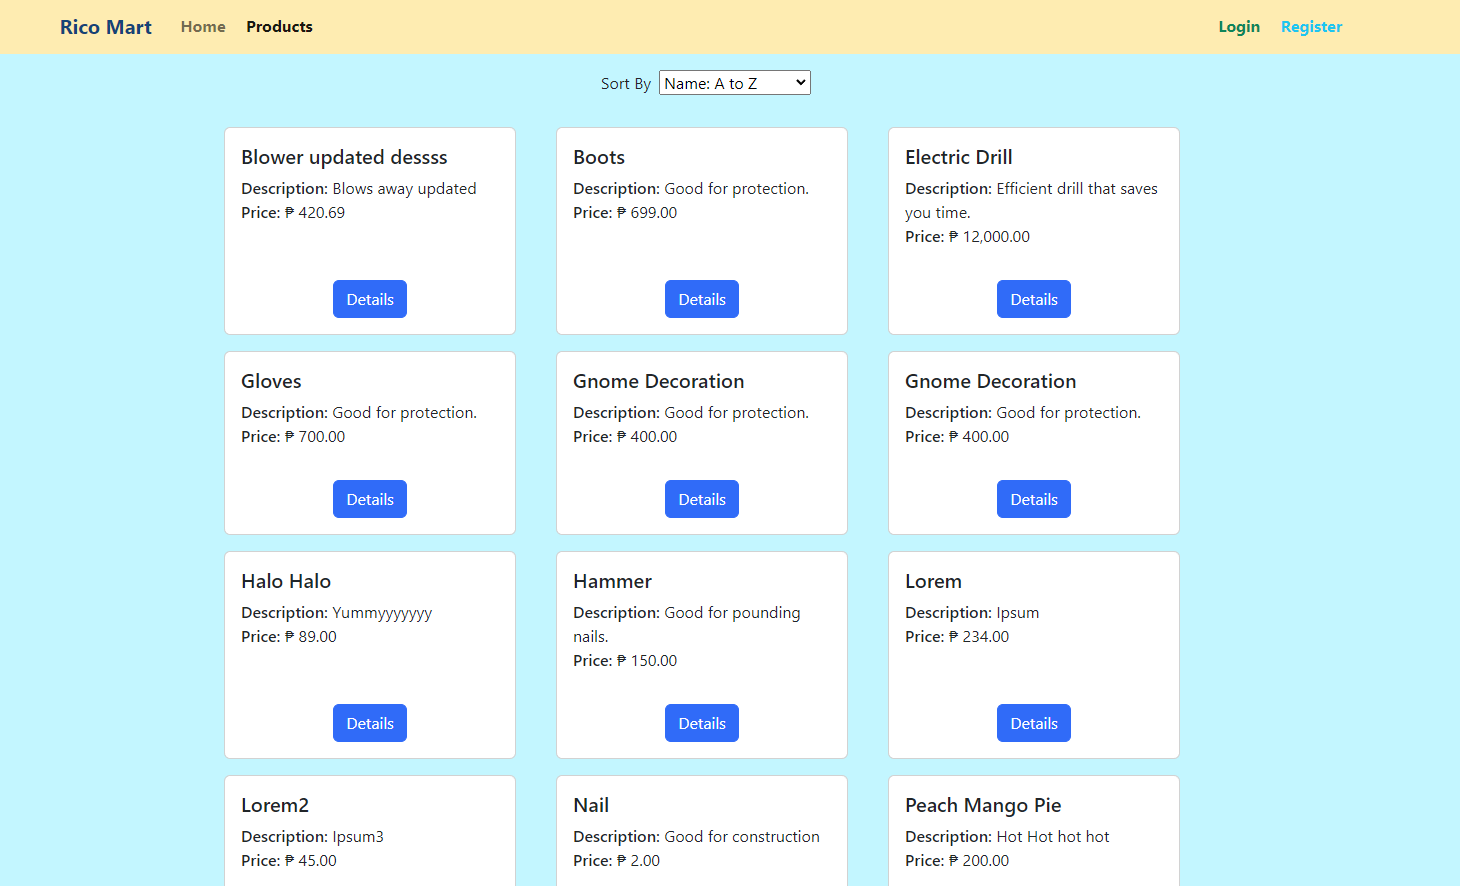 Rico Mart Home Products Login Register
Sort By Name: A to Z
Blower updated dessss
Description: Blows away updated
Price: ₱ 420.69
Details
Boots
Description: Good for protection.
Price: ₱ 699.00
Details
Electric Drill
Description: Efficient drill that saves
you time.
Price: ₱ 12,000.00
Details
Gloves
Description: Good for protection.
Price: ₱ 700.00
Details
Gnome Decoration
Description: Good for protection.
Price: ₱ 400.00
Details
Gnome Decoration
Description: Good for protection.
Price: ₱ 400.00
Details
Halo Halo
Description: Yummyyyyyyy
Price: ₱ 89.00
Details
Hammer
Description: Good for pounding
nails.
Price: ₱ 150.00
Details
Lorem
Description: Ipsum
Price: ₱ 234.00
Details
Lorem2
Description: Ipsum3
Price: ₱ 45.00
Nail
Description: Good for construction
Price: ₱ 2.00
Peach Mango Pie
Description: Hot Hot hot hot
Price: ₱ 200.00